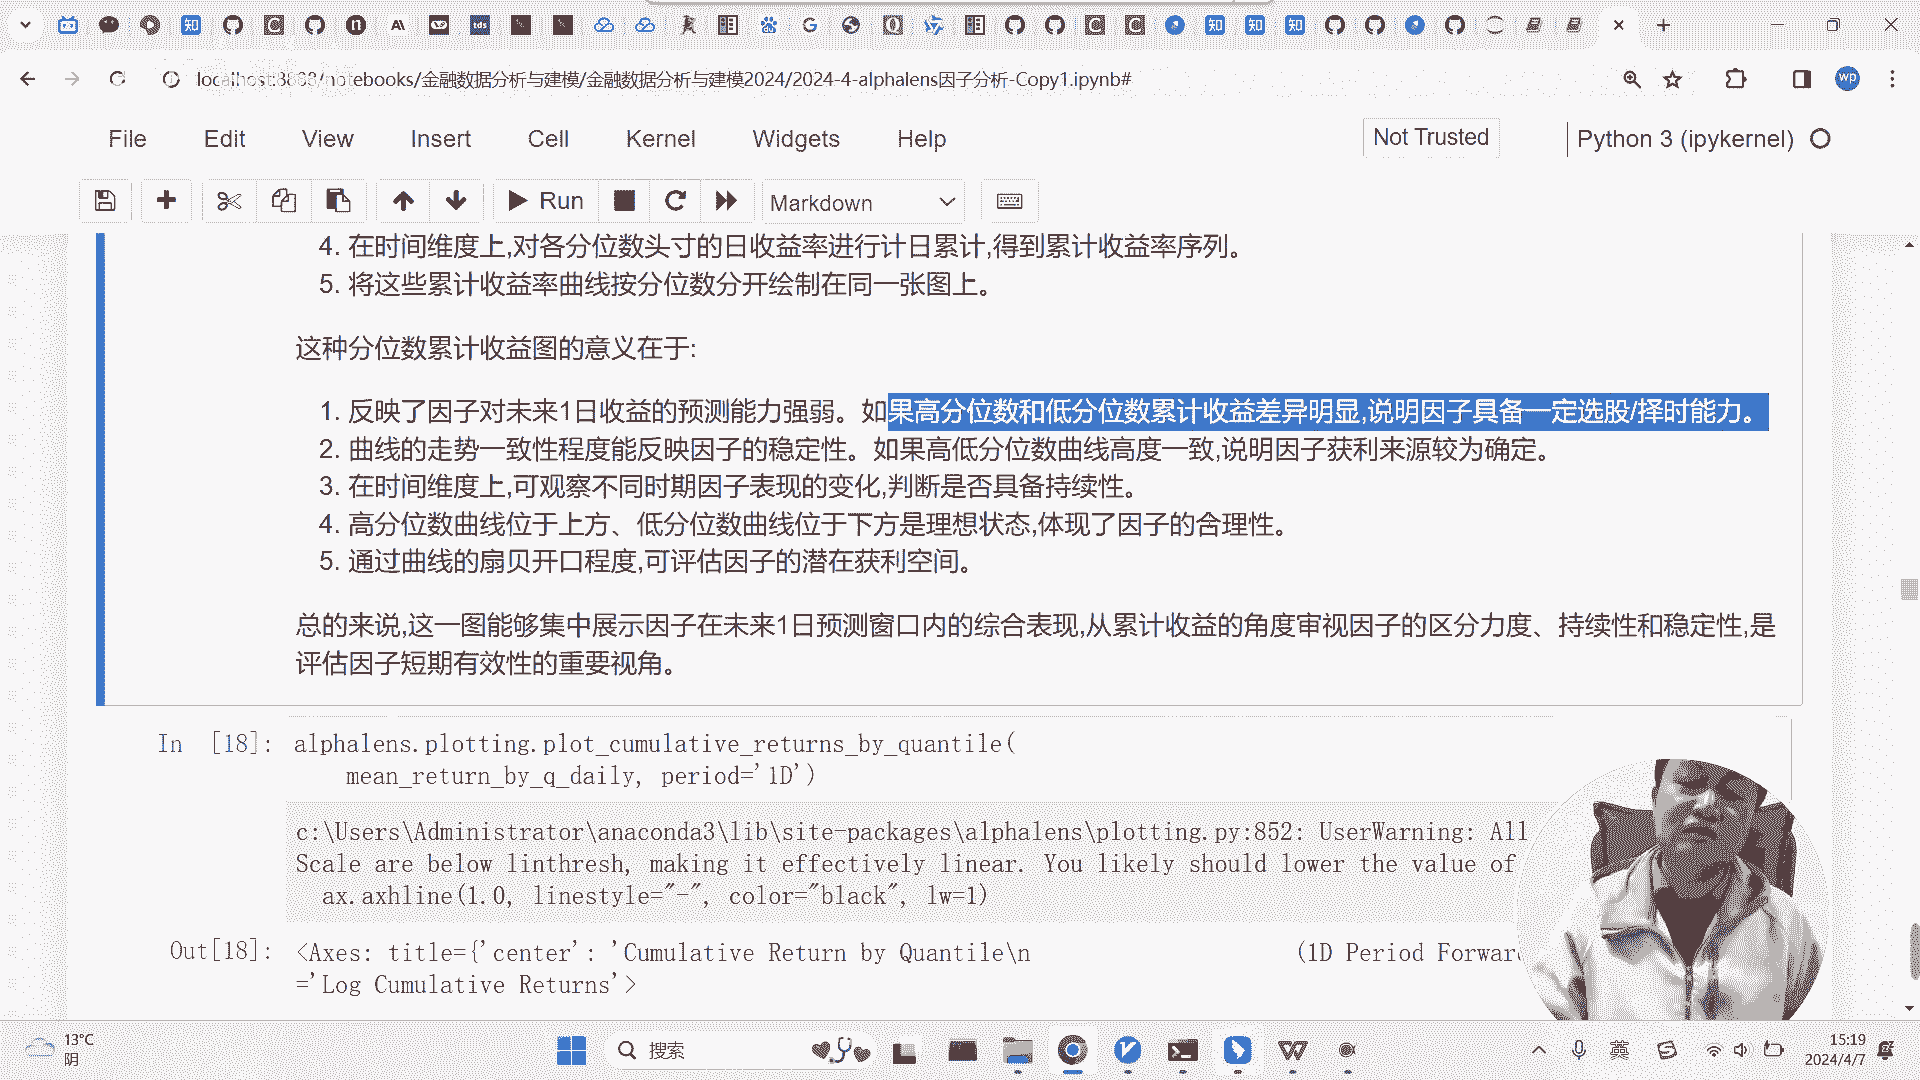 localhost:8888/notebooks/金融数据分析与建模/金融数据分析与建模2024/2024-4-alphalens因子分析-Copy1.ipynb#
File Edit View Insert Cell Kernel Widgets Help Not Trusted Python 3 (ipykernel)
Run Markdown
4. 在时间维度上,对各分位数头寸的日收益率进行计日累计,得到累计收益率序列。
5. 将这些累计收益率曲线按分位数分开绘制在同一张图上。
这种分位数累计收益图的意义在于:
1. 反映了因子对未来1日收益的预测能力强弱。如果高分位数和低分位数累计收益差异明显,说明因子具备一定选股/择时能力。
2. 曲线的走势一致性程度能反映因子的稳定性。如果高低分位数曲线高度一致,说明因子获利来源较为确定。
3. 在时间维度上,可观察不同时期因子表现的变化,判断是否具备持续性。
4. 高分位数曲线位于上方、低分位数曲线位于下方是理想状态,体现了因子的合理性。
5. 通过曲线的扇贝开口程度,可评估因子的潜在获利空间。
总的来说,这一图能够集中展示因子在未来1日预测窗口内的综合表现,从累计收益的角度审视因子的区分力度、持续性和稳定性,是
评估因子短期有效性的重要视角。
In [18]: alphalens.plotting.plot_cumulative_returns_by_quantile(
mean_return_by_q_daily, period='1D')
c:\Users\Administrator\anaconda3\lib\site-packages\alphalens\plotting.py:852: UserWarning: All
Scale are below linthresh, making it effectively linear. You likely should lower the value of
ax.axhline(1.0, linestyle="-", color="black", lw=1)
Out[18]: <Axes: title={'center': 'Cumulative Return by Quantile\n (1D Period Forwar
='Log Cumulative Returns'>
13°C
阴
搜索
英
15:19
2024/4/7